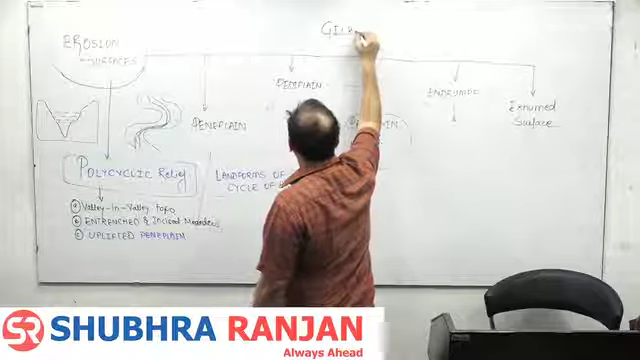 EROSION
SURFACES
PEDIPLAIN
PENEPLAIN
Exhumed
Surface
POLYCYCLIC Relief
LANDFORMS OF
CYCLE OF
(a) Valley-In-Valley Topo
(b) ENTRENCHED & Incised Meanders
(c) UPLIFTED PENEPLAIN
SR SHUBHRA RANJAN
Always Ahead